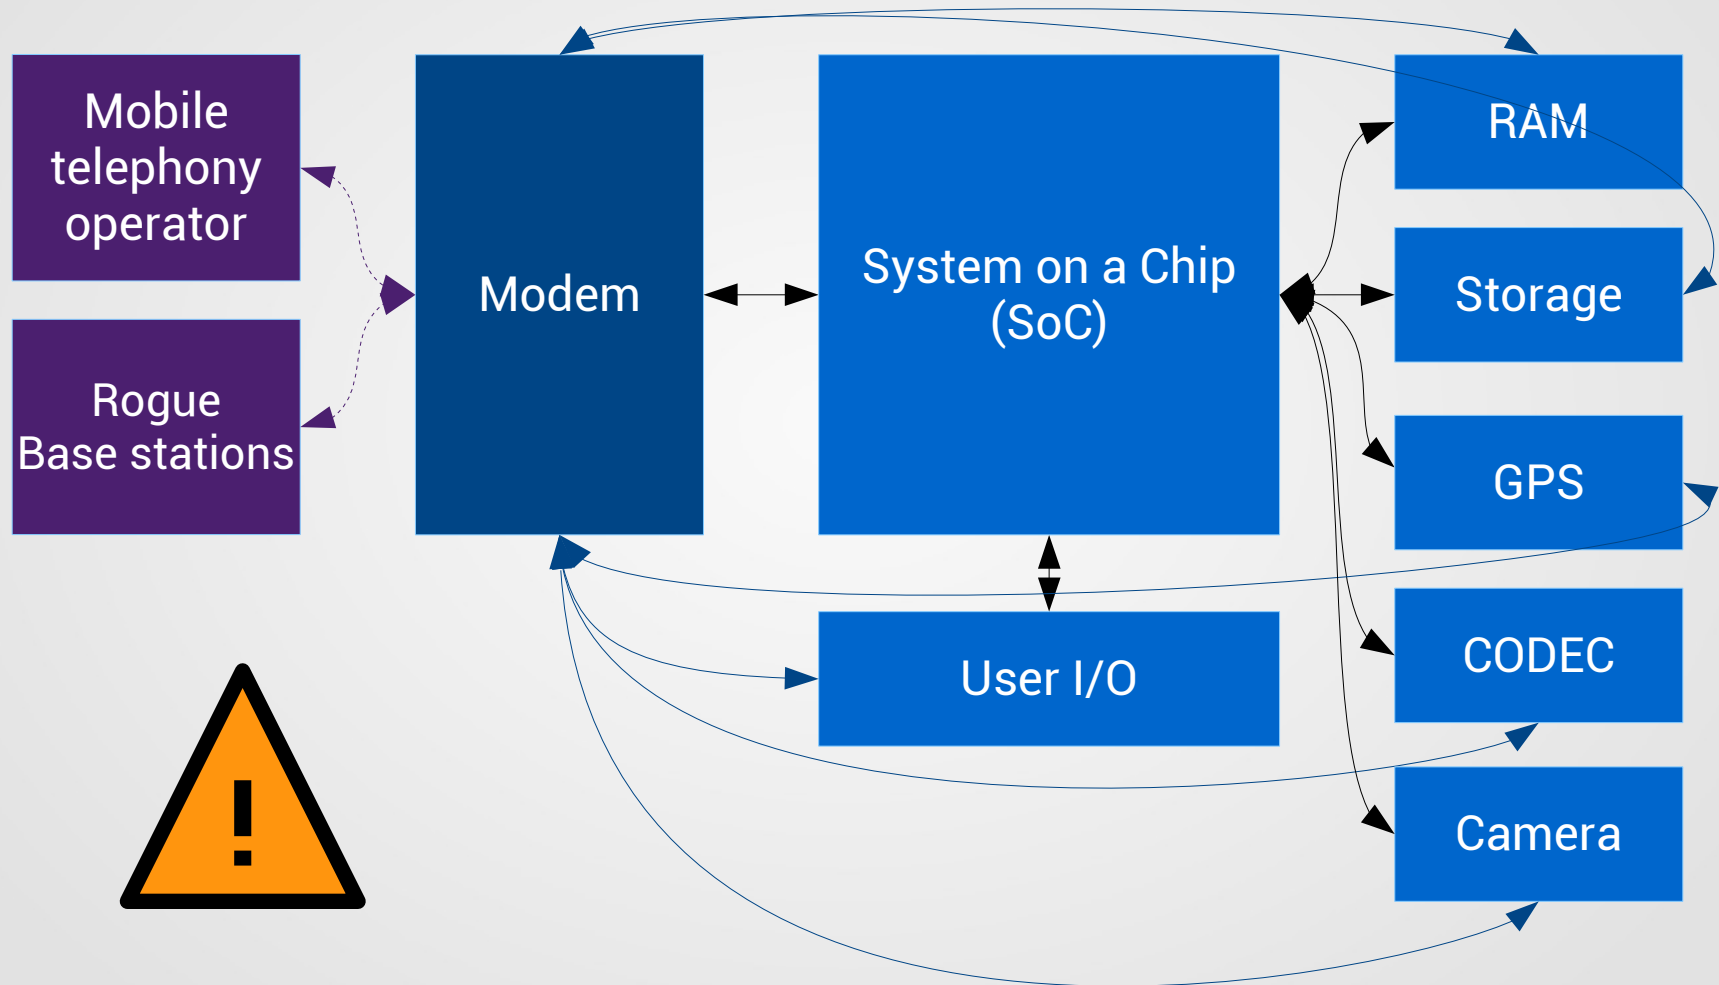 Mobile
telephony
operator
Rogue
Base stations
Modem
System on a Chip
(SoC)
User I/O
RAM
Storage
GPS
CODEC
Camera
!